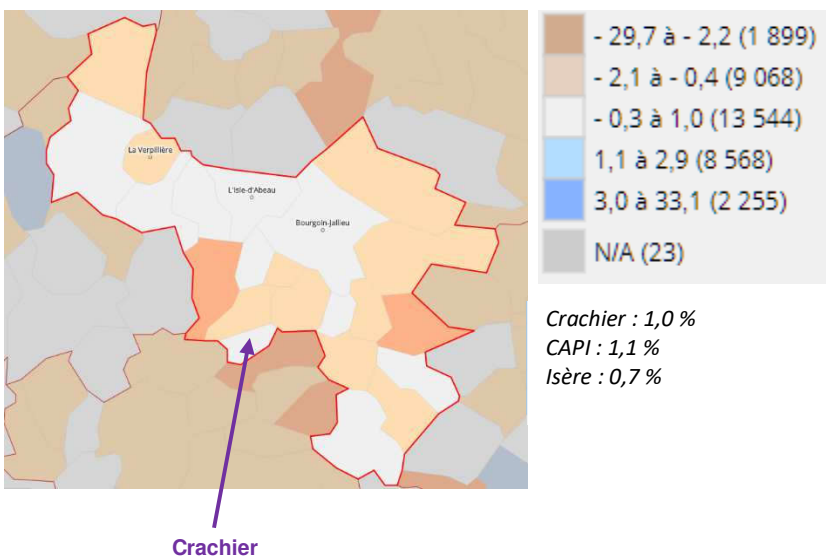 - 29,7 à - 2,2 (1 899)
- 2,1 à - 0,4 (9 068)
- 0,3 à 1,0 (13 544)
1,1 à 2,9 (8 568)
3,0 à 33,1 (2 255)
N/A (23)
La Verpillière
L'Isle-d'Abeau
Bourgoin-Jallieu
Crachier : 1,0 %
CAPI : 1,1 %
Isère : 0,7 %
Crachier